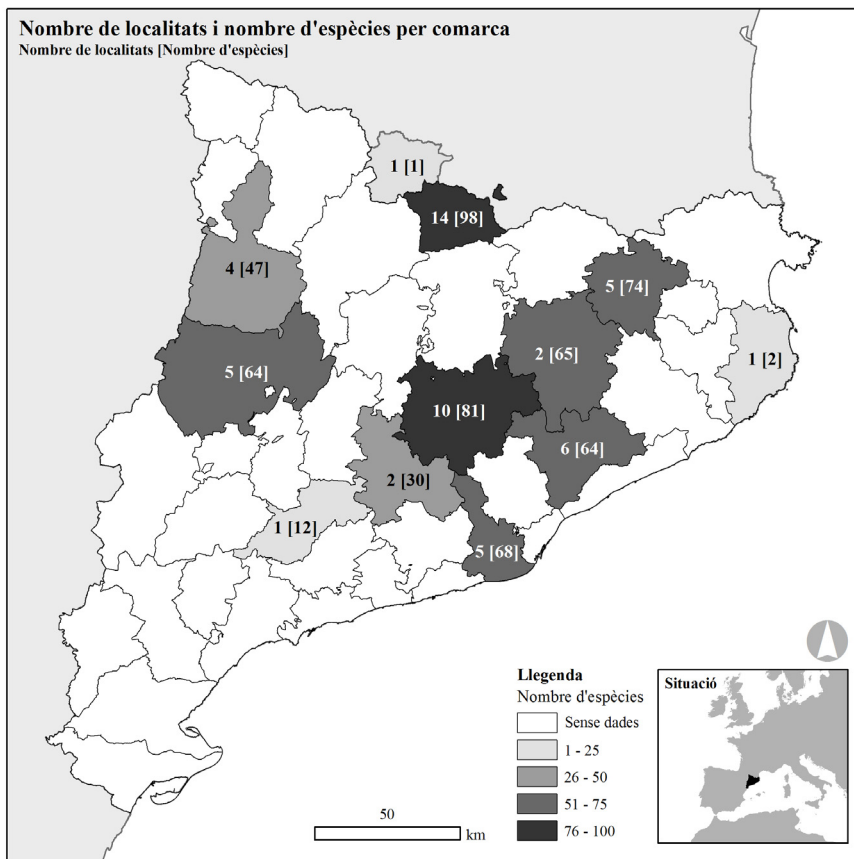 Nombre de localitats i nombre d'espècies per comarca
Nombre de localitats [Nombre d'espècies]
1 [1]
14 [98]
4 [47]
5 [74]
2 [65]
1 [2]
5 [64]
10 [81]
6 [64]
2 [30]
1 [12]
5 [68]
Llegenda
Nombre d'espècies
Sense dades
1 - 25
26 - 50
51 - 75
76 - 100
Situació
50
km